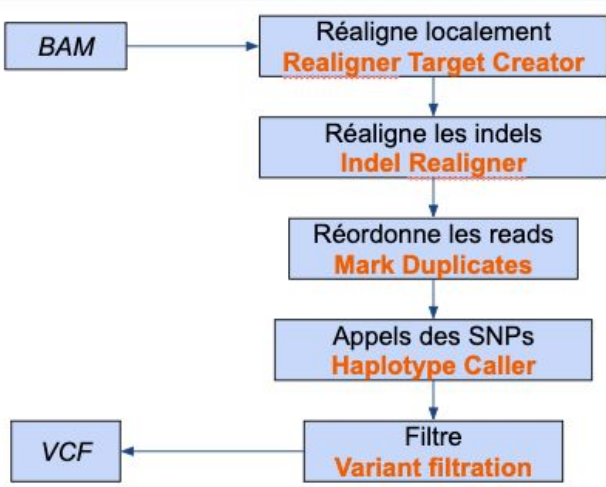 BAM
Réaligne localement
Realigner Target Creator
Réaligne les indels
Indel Realigner
Réordonne les reads
Mark Duplicates
Appels des SNPs
Haplotype Caller
VCF
Filtre
Variant filtration